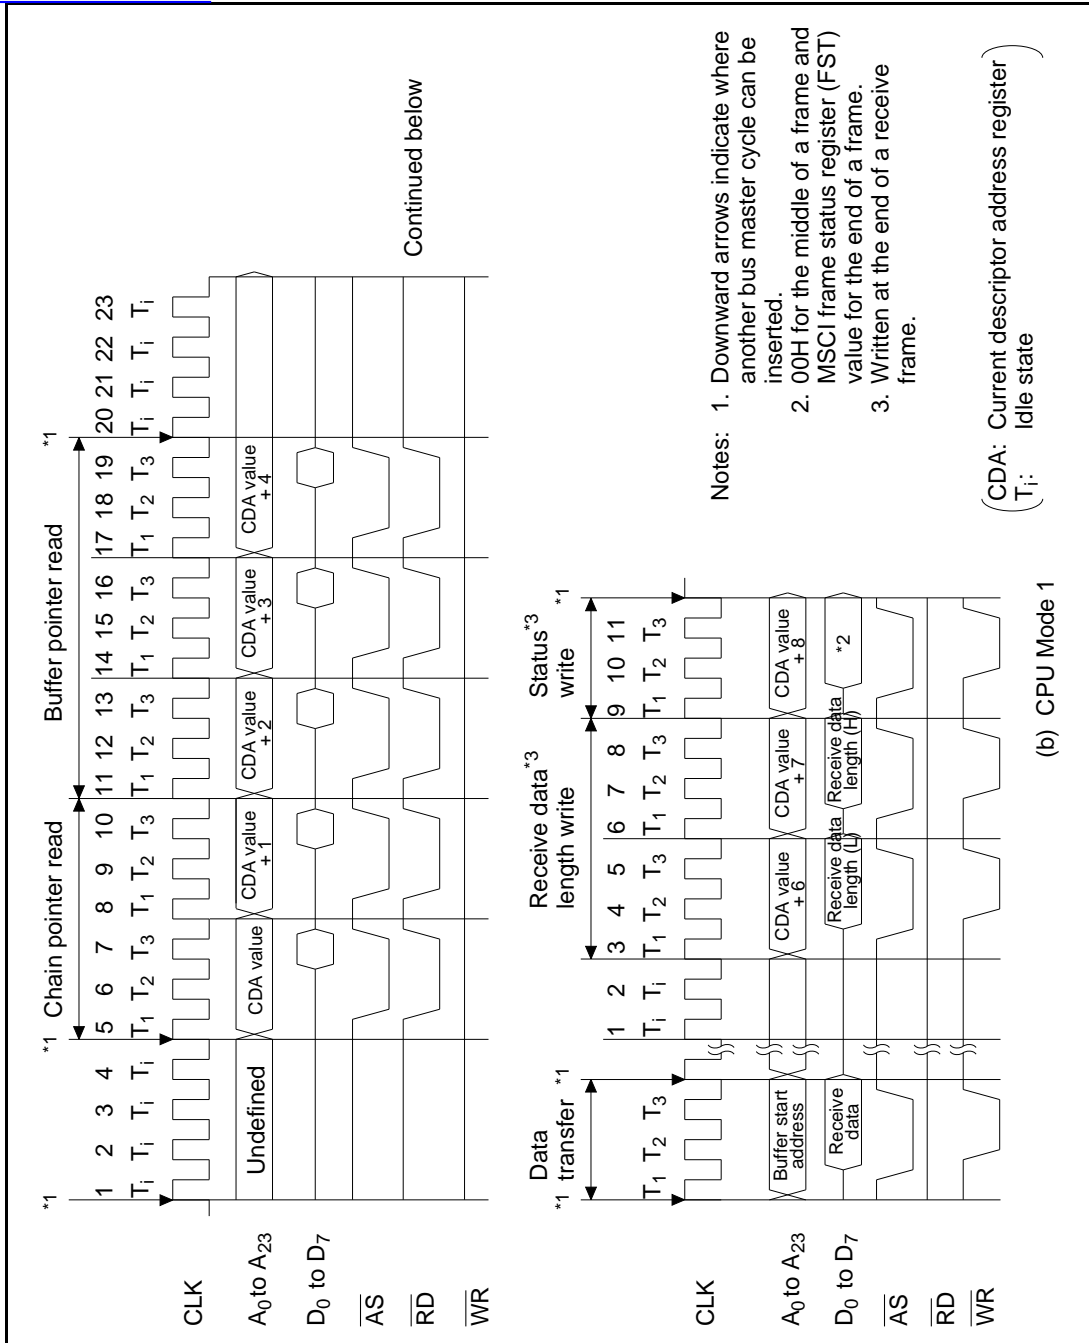 *1 Chain pointer read Buffer pointer read *1
*1
1 2 3 4 5 6 7 8 9 10 11 12 13 14 15 16 17 18 19 20 21 22 23
Ti Ti Ti Ti T1 T2 T3 T1 T2 T3 T1 T2 T3 T1 T2 T3 T1 T2 T3 Ti Ti Ti Ti
CLK
A0 to A23
Undefined
CDA value
CDA value
+ 1
CDA value
+ 2
CDA value
+ 3
CDA value
+ 4
D0 to D7
AS
RD
Continued below
WR
Data
transfer
Receive data*3
length write
Status*3
write
*1 *1 *1
1 2 3 4 5 6 7 8 9 10 11
T1 T2 T3 Ti Ti T1 T2 T3 T1 T2 T3 T1 T2 T3
CLK
A0 to A23
Buffer start
address
CDA value
+ 6
CDA value
+ 7
CDA value
+ 8
D0 to D7
Receive
data
Receive data
length (L)
Receive data
length (H)
*2
AS
RD
WR
Notes: 1. Downward arrows indicate where
another bus master cycle can be
inserted.
2. 00H for the middle of a frame and
MSCI frame status register (FST)
value for the end of a frame.
3. Written at the end of a receive
frame.
CDA: Current descriptor address register
Ti: Idle state
(b) CPU Mode 1